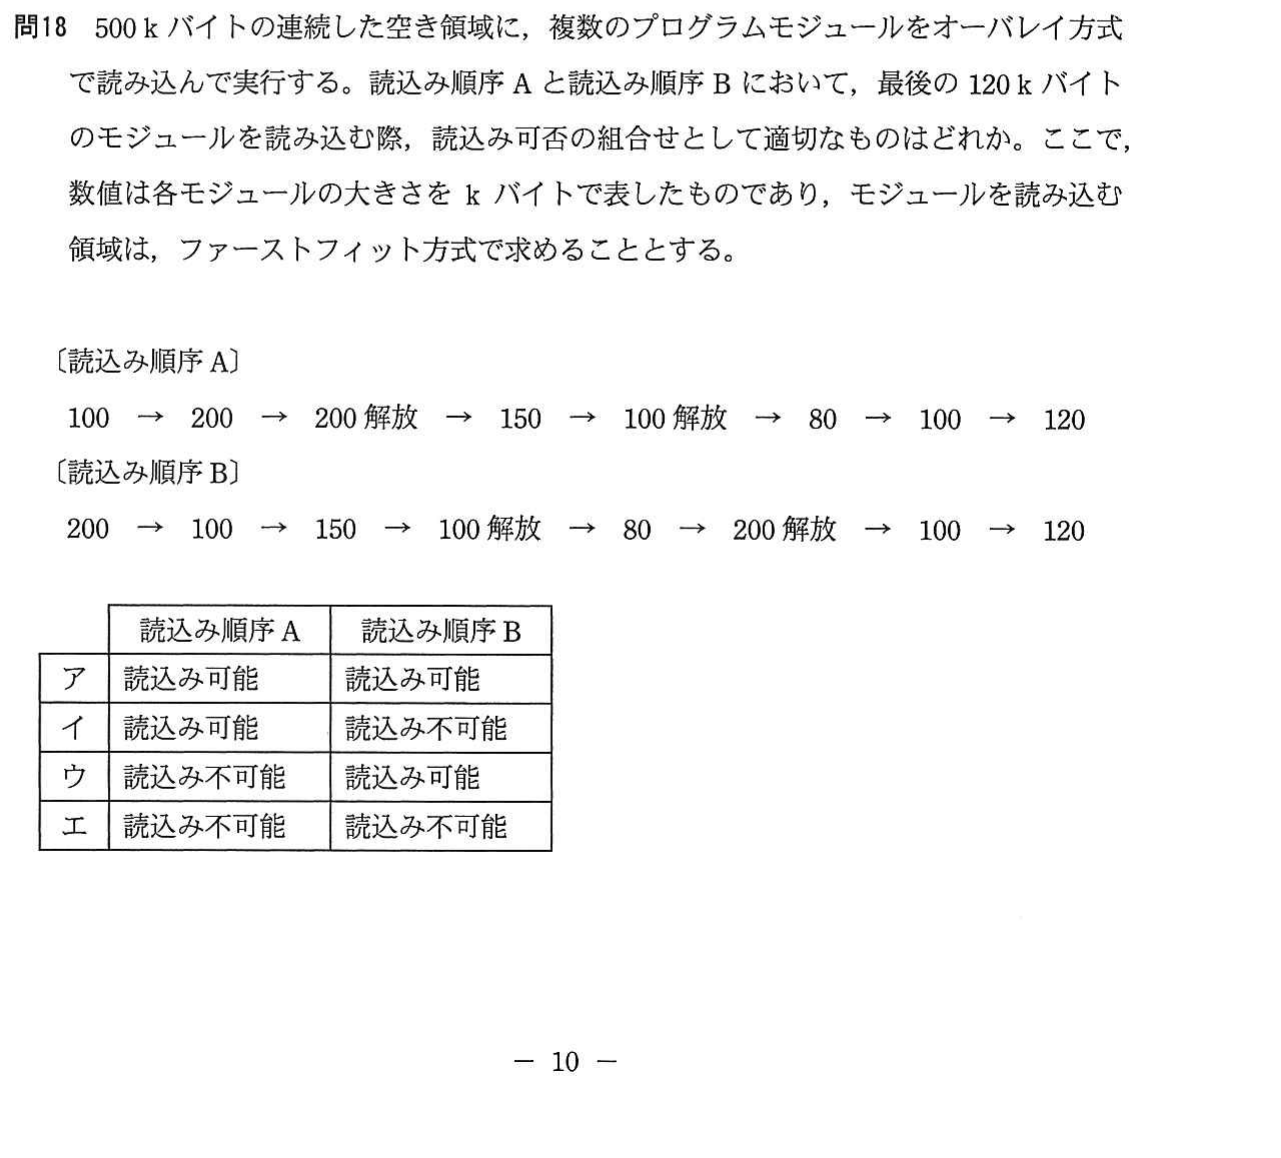 問18 500 k バイトの連続した空き領域に，複数のプログラムモジュールをオーバレイ方式
で読み込んで実行する。読込み順序 A と読込み順序 B において，最後の 120 k バイト
のモジュールを読み込む際，読込み可否の組合せとして適切なものはどれか。ここで，
数値は各モジュールの大きさを k バイトで表したものであり，モジュールを読み込む
領域は，ファーストフィット方式で求めることとする。
〔読込み順序 A〕
100 → 200 → 200 解放 → 150 → 100 解放 → 80 → 100 → 120
〔読込み順序 B〕
200 → 100 → 150 → 100 解放 → 80 → 200 解放 → 100 → 120
読込み順序 A 読込み順序 B
ア 読込み可能 読込み可能
イ 読込み可能 読込み不可能
ウ 読込み不可能 読込み可能
エ 読込み不可能 読込み不可能
－ 10 －